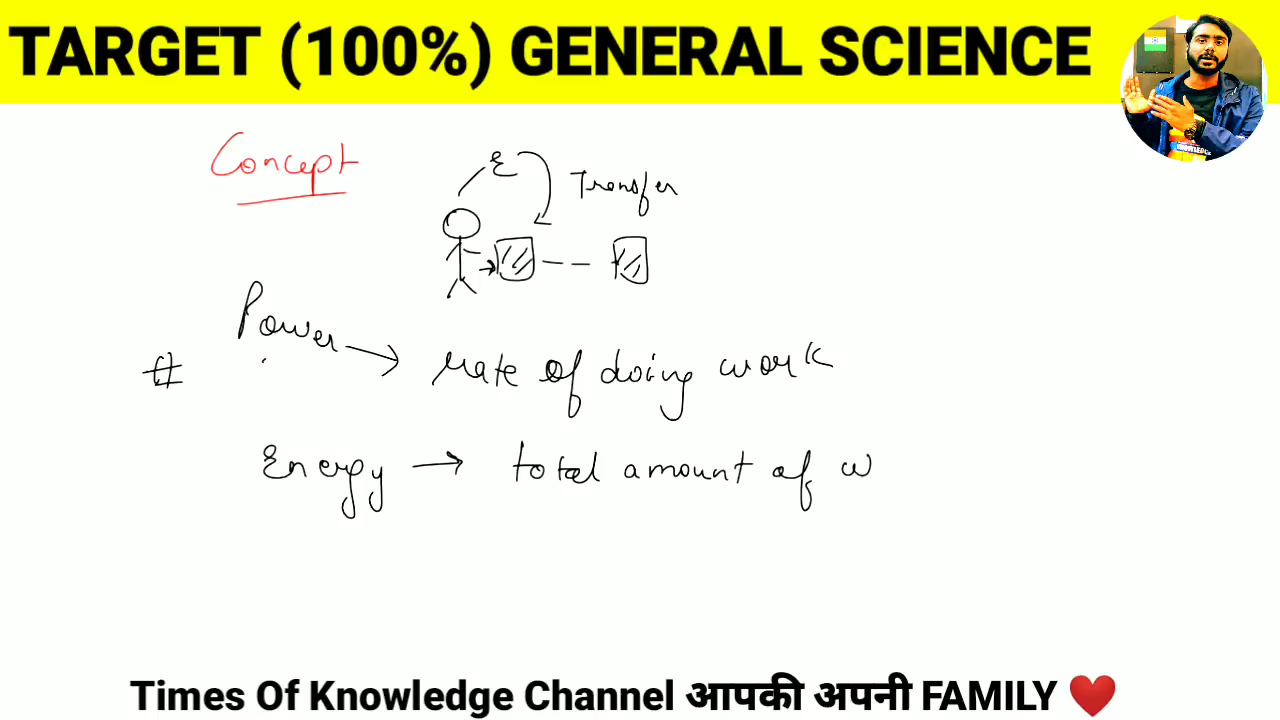 TARGET (100%) GENERAL SCIENCE
Concept
E
Transfer
Power → rate of doing work
#
Energy → total amount of w
Times Of Knowledge Channel आपकी अपनी FAMILY ❤️